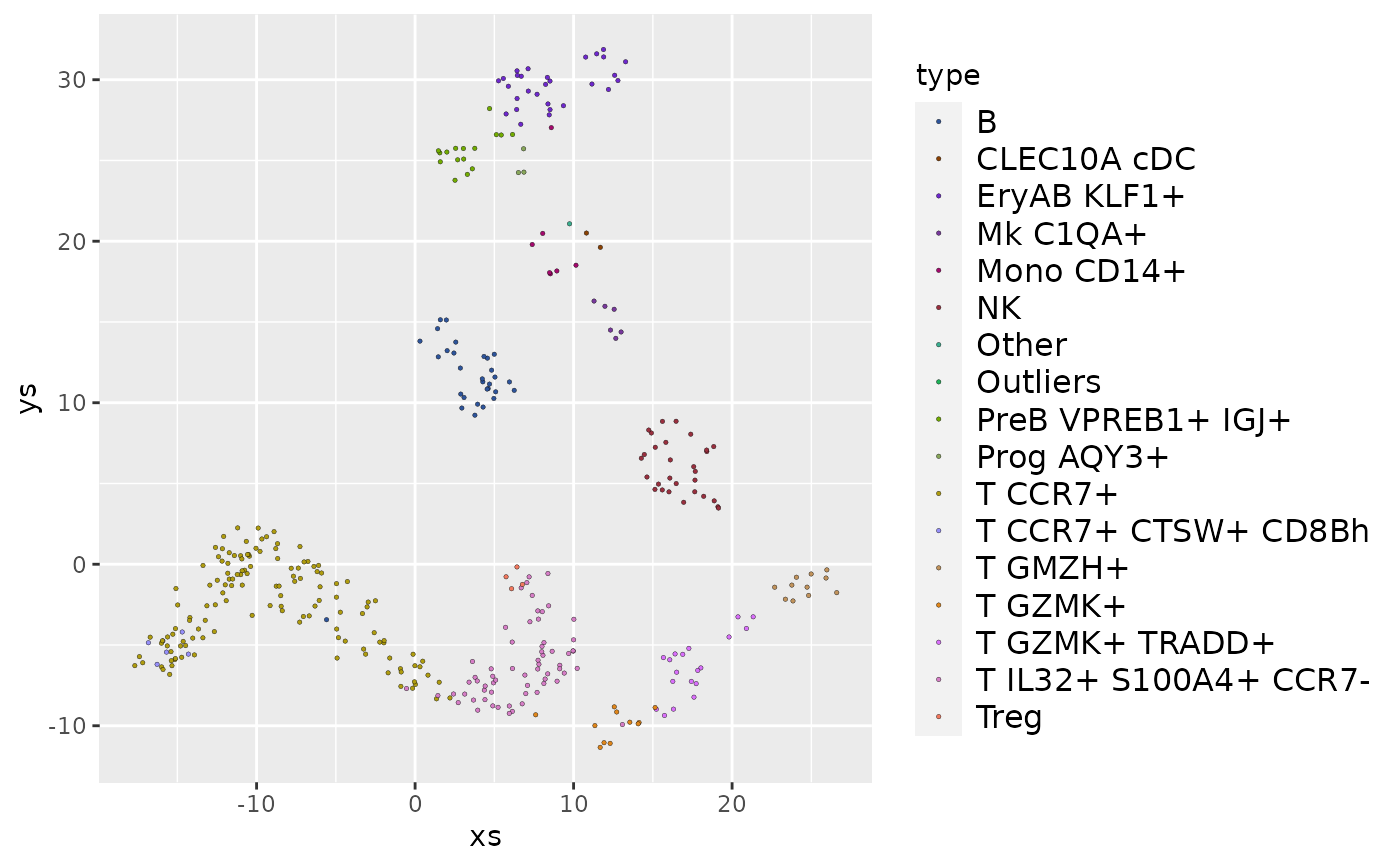 30
20
10
0
-10
ys
-10
0
10
20
xs
type
B
CLEC10A cDC
EryAB KLF1+
Mk C1QA+
Mono CD14+
NK
Other
Outliers
PreB VPREB1+ IGJ+
Prog AQY3+
T CCR7+
T CCR7+ CTSW+ CD8Bh
T GMZH+
T GZMK+
T GZMK+ TRADD+
T IL32+ S100A4+ CCR7-
Treg